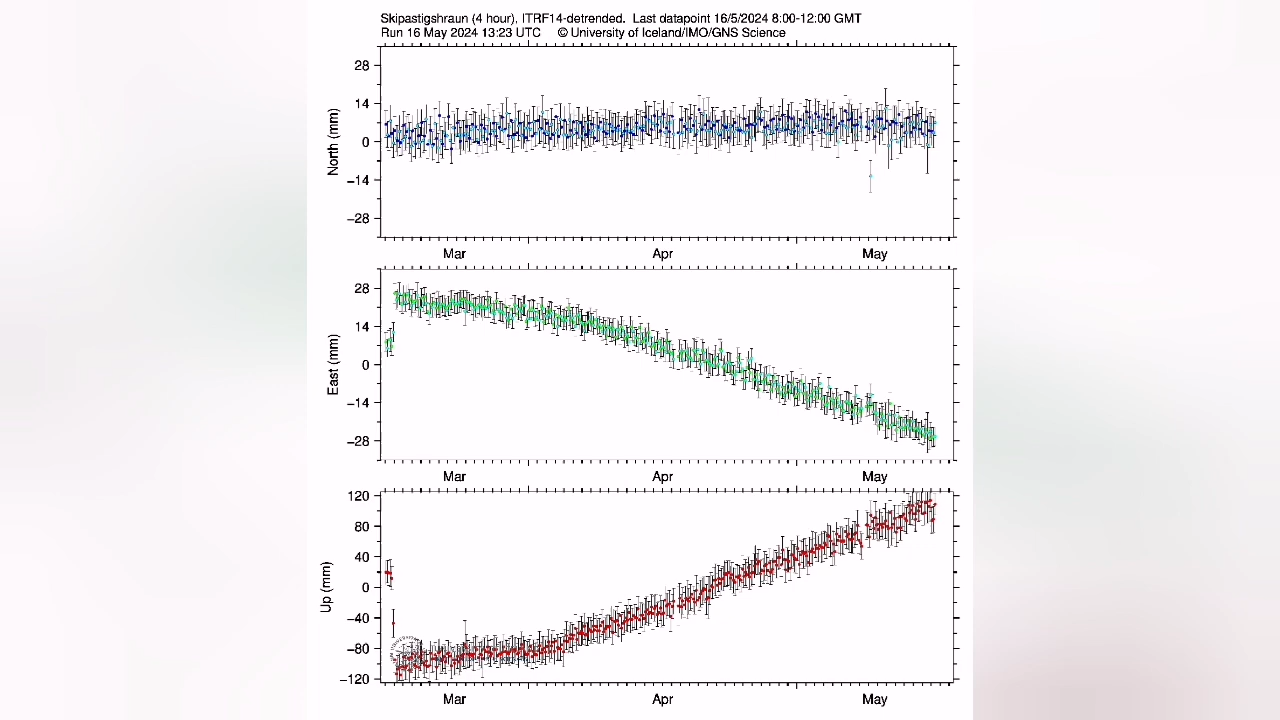 Skipastigshraun (4 hour), ITRF14-detrended. Last datapoint 16/5/2024 8:00-12:00 GMT
Run 16 May 2024 13:23 UTC © University of Iceland/IMO/GNS Science
North (mm)
28
14
0
−14
−28
Mar Apr May
East (mm)
28
14
0
−14
−28
Mar Apr May
Up (mm)
120
80
40
0
−40
−80
−120
Mar Apr May